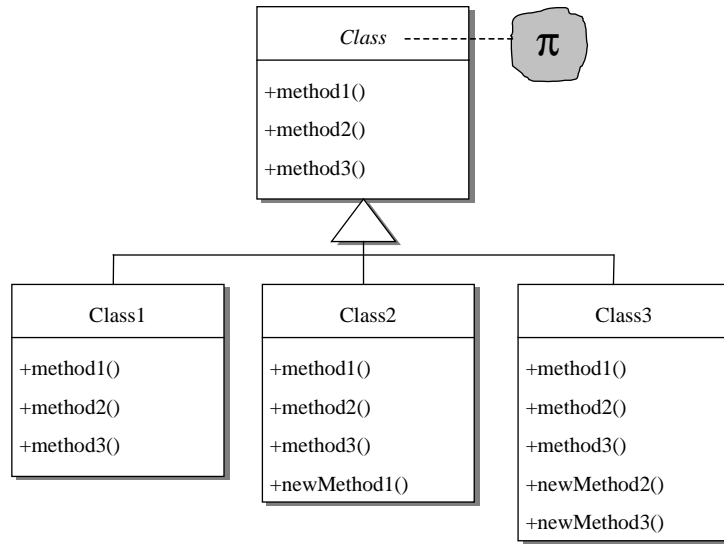 Class
π
+method1()
+method2()
+method3()
Class1
+method1()
+method2()
+method3()
Class2
+method1()
+method2()
+method3()
+newMethod1()
Class3
+method1()
+method2()
+method3()
+newMethod2()
+newMethod3()